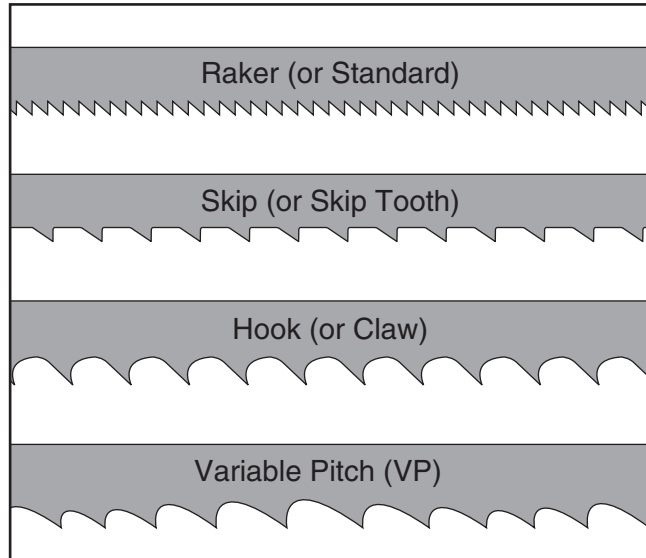 Raker (or Standard)
Skip (or Skip Tooth)
Hook (or Claw)
Variable Pitch (VP)